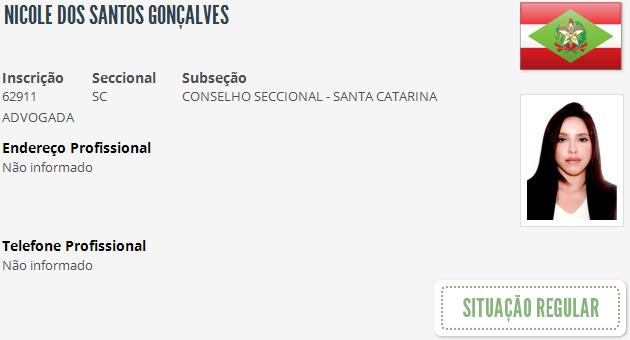 NICOLE DOS SANTOS GONÇALVES
Inscrição Seccional Subseção
62911 SC CONSELHO SECCIONAL - SANTA CATARINA
ADVOGADA
Endereço Profissional
Não informado
Telefone Profissional
Não informado
SITUAÇÃO REGULAR